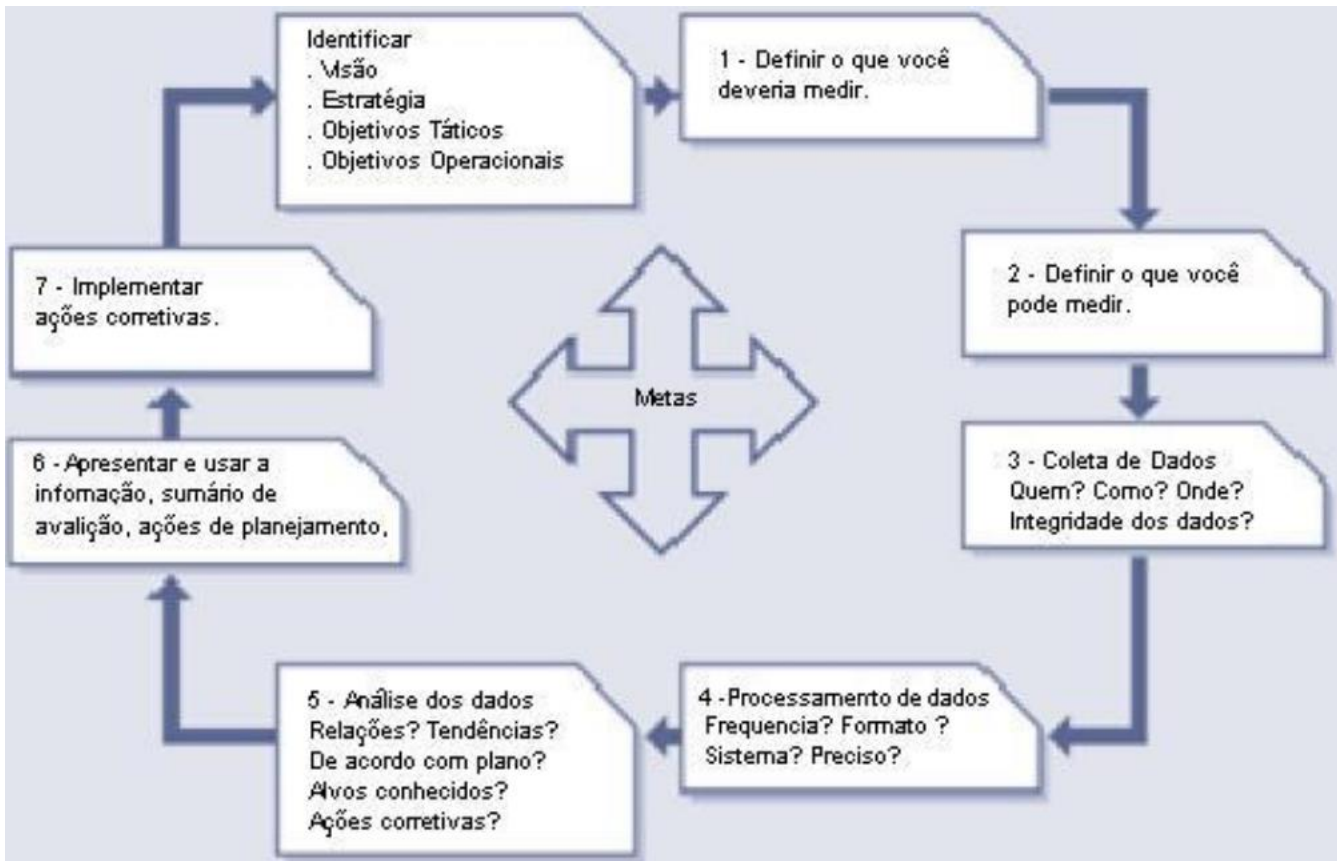 Identificar
. Visão
. Estratégia
. Objetivos Táticos
. Objetivos Operacionais
1 - Definir o que você
deveria medir.
2 - Definir o que você
pode medir.
3 - Coleta de Dados
Quem? Como? Onde?
Integridade dos dados?
4 -Processamento de dados
Frequencia? Formato ?
Sistema? Preciso?
5 - Análise dos dados
Relações? Tendências?
De acordo com plano?
Alvos conhecidos?
Ações corretivas?
6 - Apresentar e usar a
infornação, sumário de
avalição, ações de planejamento,
7 - Implementar
ações corretivas.
Metas